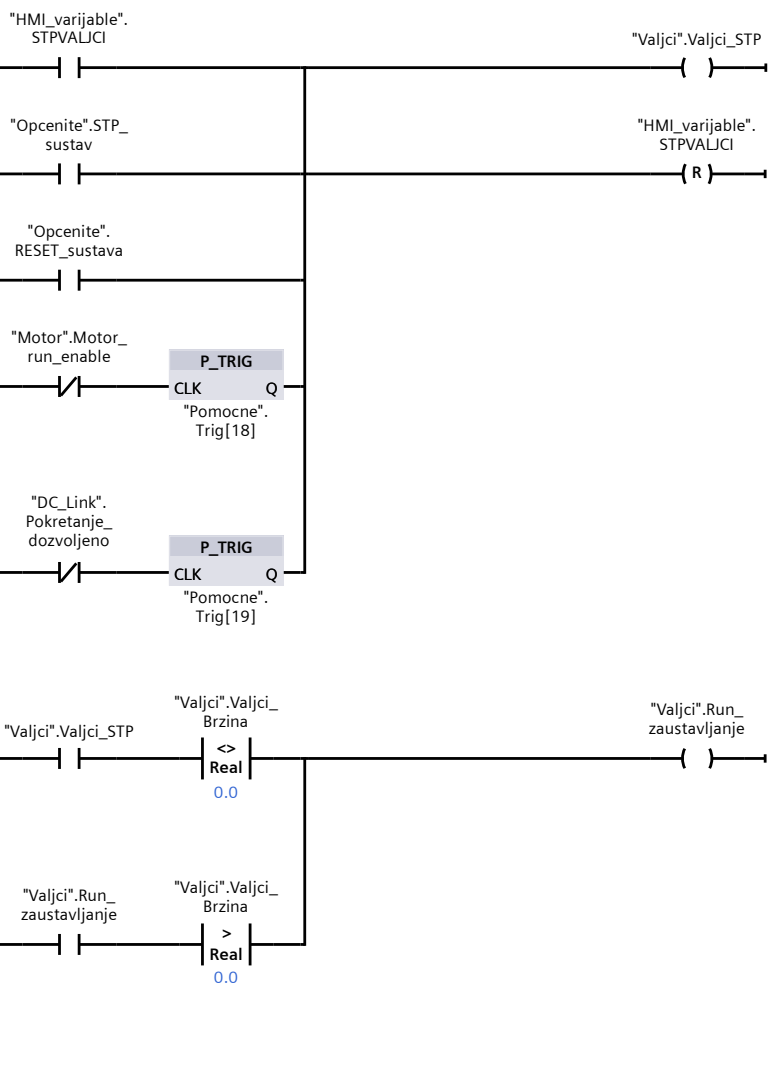 "HMI_varijable".
STPVALJCI
"Valjci".Valjci_STP
"Opcenite".STP_
sustav
"HMI_varijable".
STPVALJCI
R
"Opcenite".
RESET_sustava
"Motor".Motor_
run_enable
P_TRIG
CLK Q
"Pomocne".
Trig[18]
"DC_Link".
Pokretanje_
dozvoljeno
P_TRIG
CLK Q
"Pomocne".
Trig[19]
"Valjci".Valjci_STP
"Valjci".Valjci_
Brzina
<>
Real
0.0
"Valjci".Run_
zaustavljanje
"Valjci".Run_
zaustavljanje
"Valjci".Valjci_
Brzina
>
Real
0.0